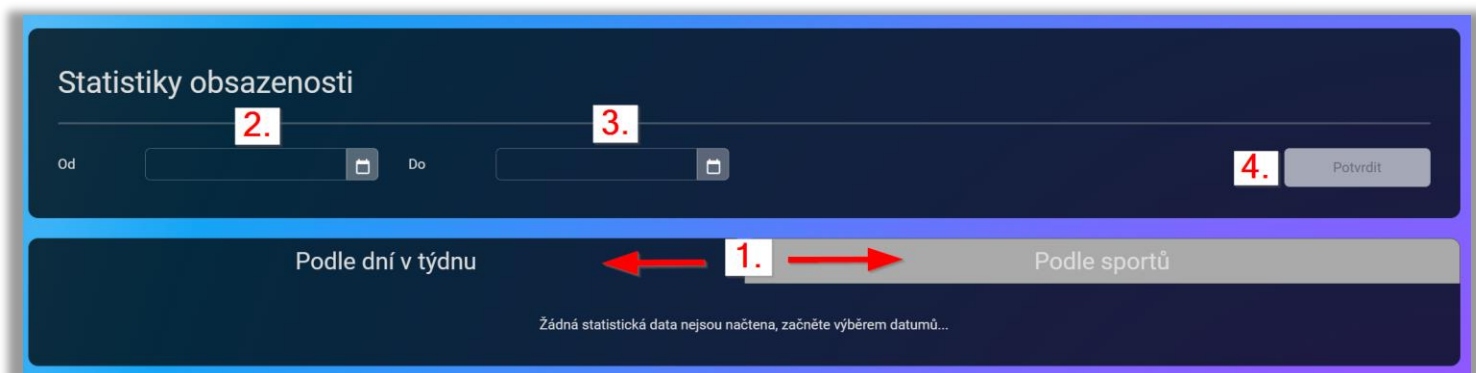 Statistiky obsazenosti
2. 3.
Od Do 4. Potvrdit
Podle dní v týdnu 1. Podle sportů
Žádná statistická data nejsou načtena, začněte výběrem datumů...